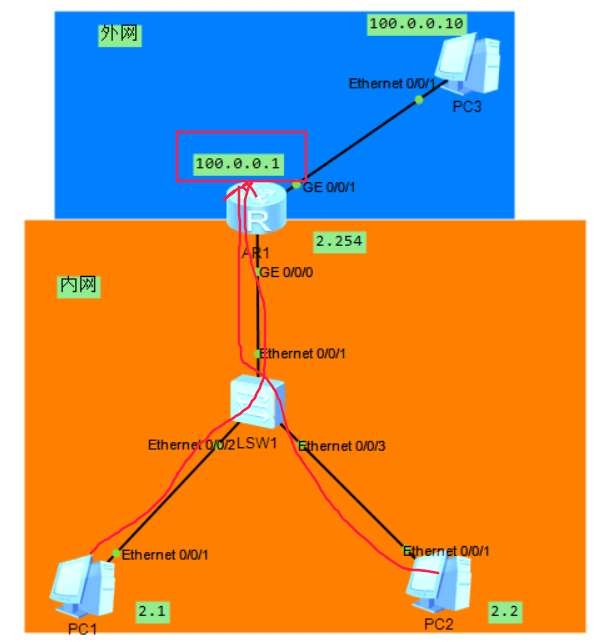 外网
100.0.0.10
Ethernet 0/0/1
PC3
100.0.0.1
GE 0/0/1
R
AR1
2.254
GE 0/0/0
内网
Ethernet 0/0/1
Ethernet 0/0/2
LSW1
Ethernet 0/0/3
Ethernet 0/0/1
Ethernet 0/0/1
PC1
2.1
PC2
2.2